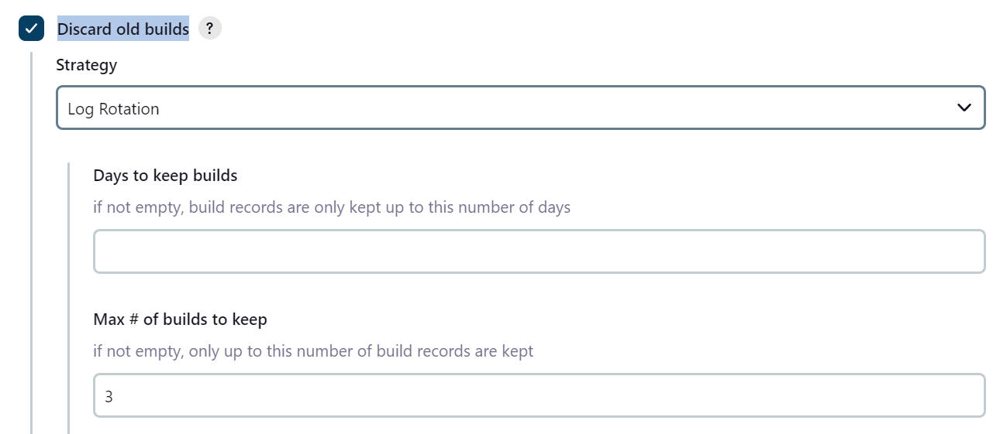 Discard old builds ?
Strategy
Log Rotation
Days to keep builds
if not empty, build records are only kept up to this number of days
Max # of builds to keep
if not empty, only up to this number of build records are kept
3